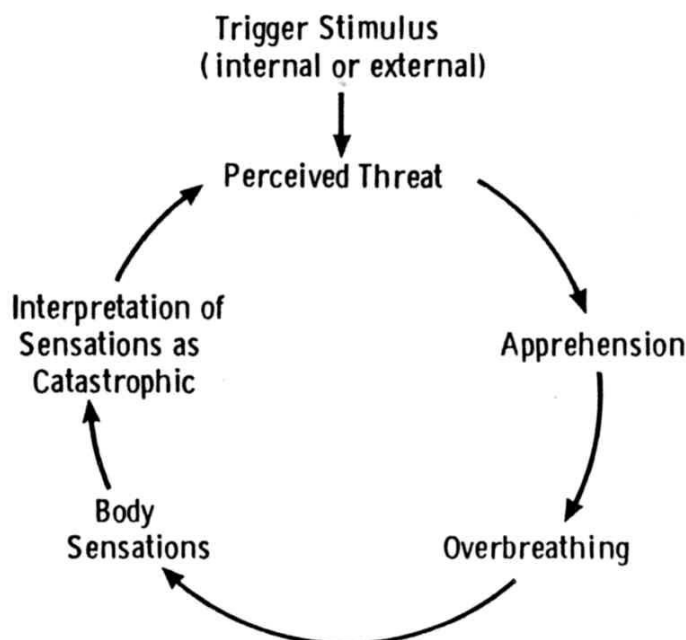 Trigger Stimulus
(internal or external)
Perceived Threat
Apprehension
Overbreathing
Body
Sensations
Interpretation of
Sensations as
Catastrophic